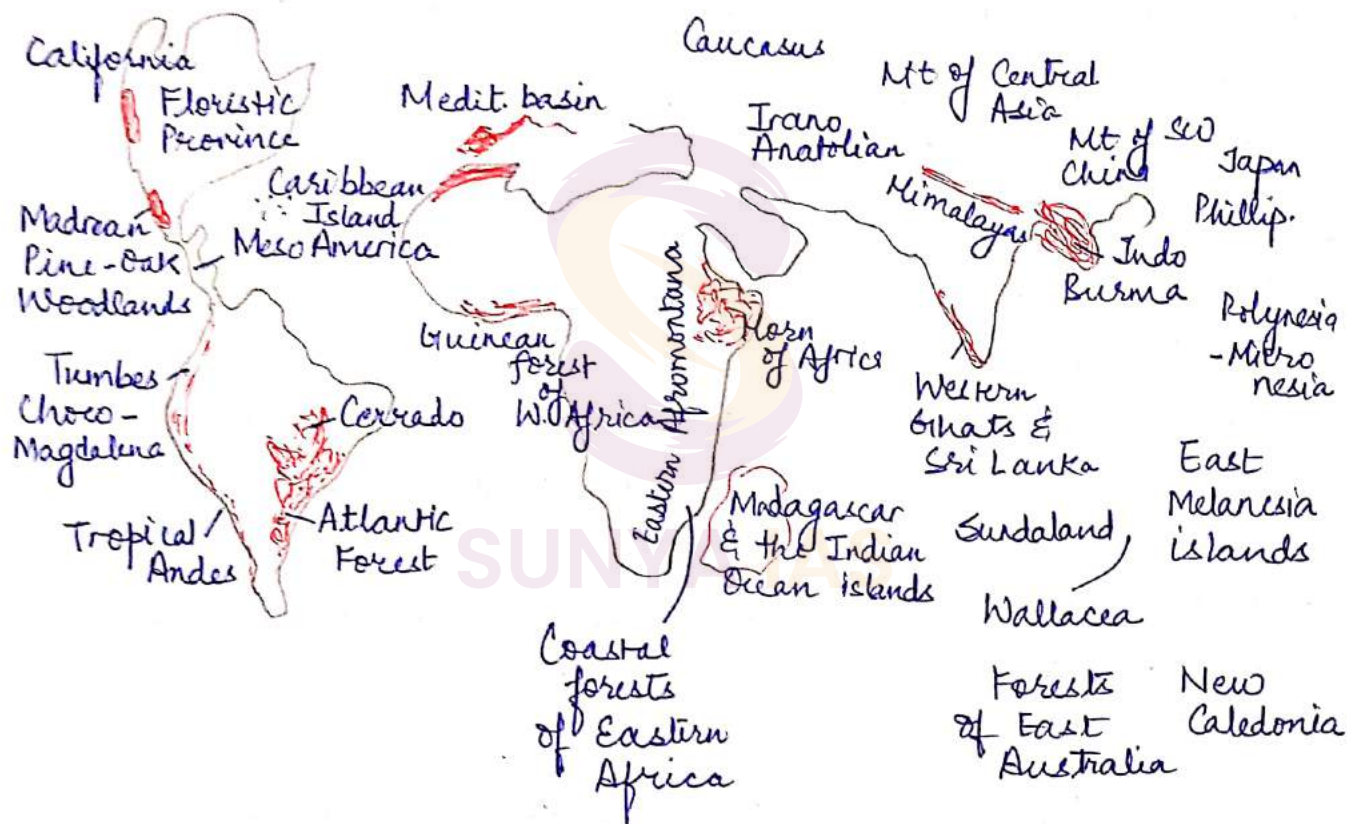 California
Floristic
Province
Madrean
Pine-Oak
Woodlands
Caribbean
Island
Meso America
Tumbes
Choco-
Magdalena
Tropical
Andes
Cerrado
Atlantic
Forest
Medit. basin
Guinean
forest
of
W. Africa
Eastern Afromontana
Horn
of Africa
Madagascar
& the Indian
Ocean islands
Coastal
forests
of Eastern
Africa
Caucasus
Irano
Anatolian
Mt of Central
Asia
Mt of SW
China
Japan
Phillip.
Himalayas
Indo
Burma
Western
Ghats &
Sri Lanka
Polynesia
-Micro
nesia
Sundaland
Wallacea
East
Melanesia
islands
Forests
of East
Australia
New
Caledonia
SUNYA IAS